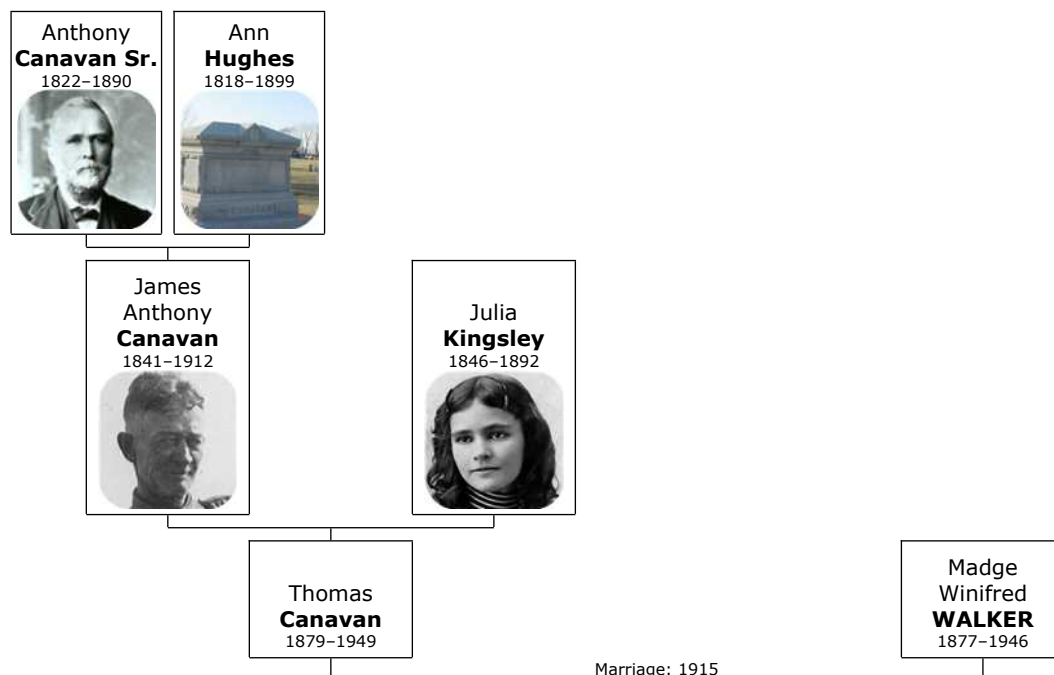 Anthony
Canavan Sr.
1822–1890
Ann
Hughes
1818–1899
James
Anthony
Canavan
1841–1912
Julia
Kingsley
1846–1892
Thomas
Canavan
1879–1949
Madge
Winifred
WALKER
1877–1946
Marriage: 1915